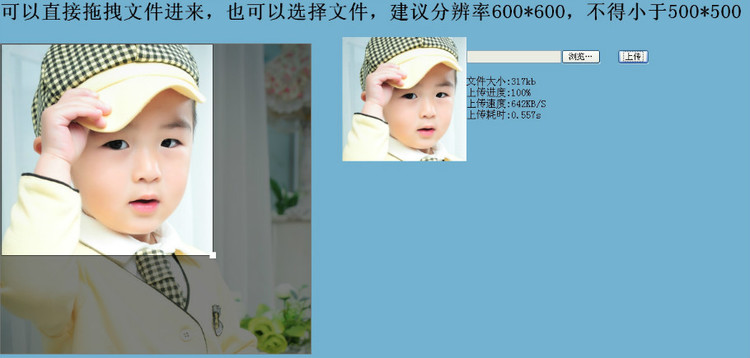 可以直接拖拽文件进来，也可以选择文件，建议分辨率600*600，不得小于500*500
浏览… [上传]
文件大小:317kb
上传进度:100%
上传速度:642KB/S
上传耗时:0.557s